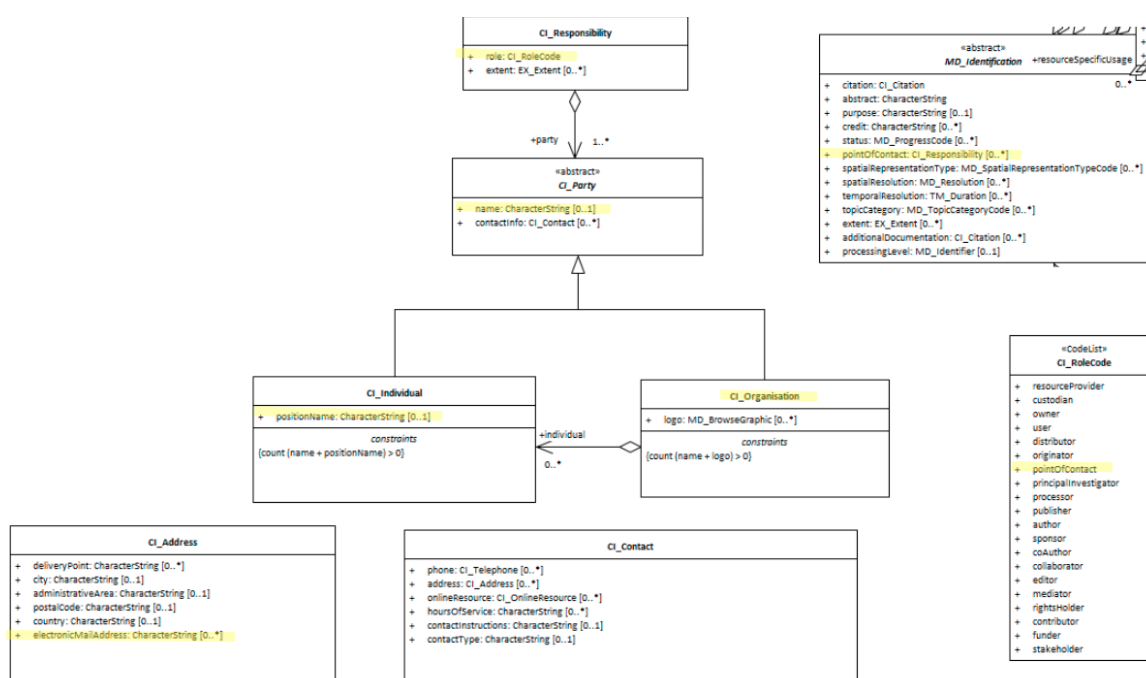 CI_Responsibility
+ role: CI_RoleCode
+ extent: EX_Extent [0..*]
+party
1..*
«abstract»
CI_Party
+ name: CharacterString [0..1]
+ contactInfo: CI_Contact [0..*]
«abstract»
MD_Identification
+resourceSpecificUsage
0..*
+ citation: CI_Citation
+ abstract: CharacterString
+ purpose: CharacterString [0..1]
+ credit: CharacterString [0..*]
+ status: MD_ProgressCode [0..*]
+ pointOfContact: CI_Responsibility [0..*]
+ spatialRepresentationType: MD_SpatialRepresentationTypeCode [0..*]
+ spatialResolution: MD_Resolution [0..*]
+ temporalResolution: TM_Duration [0..*]
+ topicCategory: MD_TopicCategoryCode [0..*]
+ extent: EX_Extent [0..*]
+ additionalDocumentation: CI_Citation [0..*]
+ processingLevel: MD_Identifier [0..1]
CI_Individual
+ positionName: CharacterString [0..1]
constraints
{count (name + positionName) > 0}
+individual
0..*
CI_Organisation
+ logo: MD_BrowseGraphic [0..*]
constraints
{count (name + logo) > 0}
«CodeList»
CI_RoleCode
+ resourceProvider
+ custodian
+ owner
+ user
+ distributor
+ originator
+ pointOfContact
+ principalInvestigator
+ processor
+ publisher
+ author
+ sponsor
+ coAuthor
+ collaborator
+ editor
+ mediator
+ rightsHolder
+ contributor
+ funder
+ stakeholder
CI_Address
+ deliveryPoint: CharacterString [0..*]
+ city: CharacterString [0..1]
+ administrativeArea: CharacterString [0..1]
+ postalCode: CharacterString [0..1]
+ country: CharacterString [0..1]
+ electronicMailAddress: CharacterString [0..*]
CI_Contact
+ phone: CI_Telephone [0..*]
+ address: CI_Address [0..*]
+ onlineResource: CI_OnlineResource [0..*]
+ hoursOfService: CharacterString [0..*]
+ contactInstructions: CharacterString [0..1]
+ contactType: CharacterString [0..1]